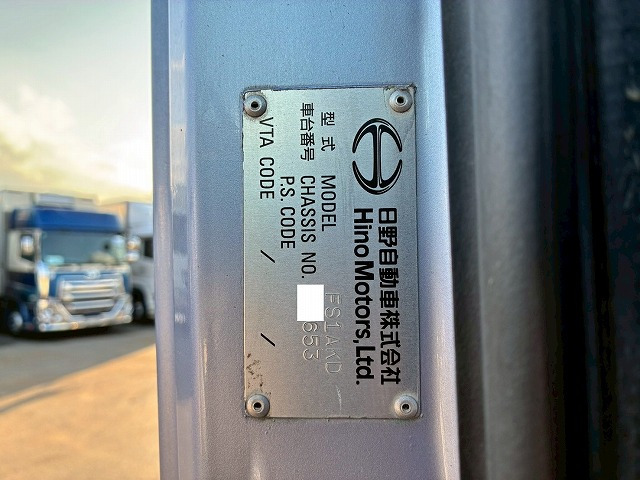 日野自動車株式会社
HinoMotors,Ltd.
型式 MODEL FS1AKD
車台番号 CHASSIS NO. 653
P.S. CODE
VTA CODE / /